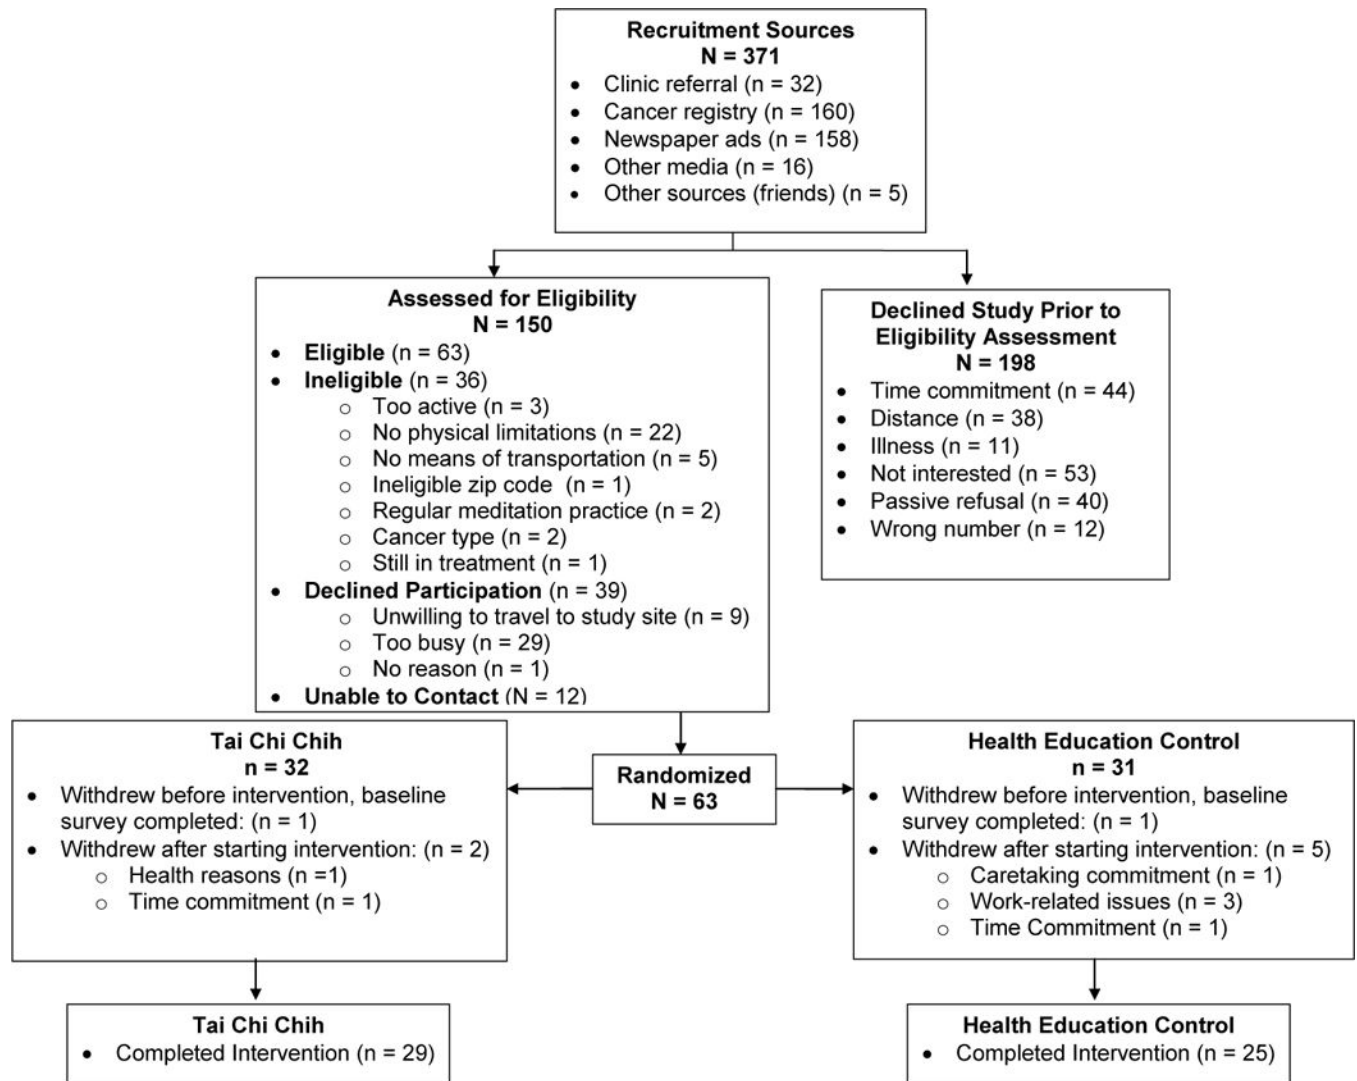 Recruitment Sources
N = 371
• Clinic referral (n = 32)
• Cancer registry (n = 160)
• Newspaper ads (n = 158)
• Other media (n = 16)
• Other sources (friends) (n = 5)
Assessed for Eligibility
N = 150
• Eligible (n = 63)
• Ineligible (n = 36)
o Too active (n = 3)
o No physical limitations (n = 22)
o No means of transportation (n = 5)
o Ineligible zip code (n = 1)
o Regular meditation practice (n = 2)
o Cancer type (n = 2)
o Still in treatment (n = 1)
• Declined Participation (n = 39)
o Unwilling to travel to study site (n = 9)
o Too busy (n = 29)
o No reason (n = 1)
• Unable to Contact (N = 12)
Declined Study Prior to
Eligibility Assessment
N = 198
• Time commitment (n = 44)
• Distance (n = 38)
• Illness (n = 11)
• Not interested (n = 53)
• Passive refusal (n = 40)
• Wrong number (n = 12)
Randomized
N = 63
Tai Chi Chih
n = 32
• Withdrew before intervention, baseline
survey completed: (n = 1)
• Withdrew after starting intervention: (n = 2)
o Health reasons (n =1)
o Time commitment (n = 1)
Health Education Control
n = 31
• Withdrew before intervention, baseline
survey completed: (n = 1)
• Withdrew after starting intervention: (n = 5)
o Caretaking commitment (n = 1)
o Work-related issues (n = 3)
o Time Commitment (n = 1)
Tai Chi Chih
• Completed Intervention (n = 29)
Health Education Control
• Completed Intervention (n = 25)